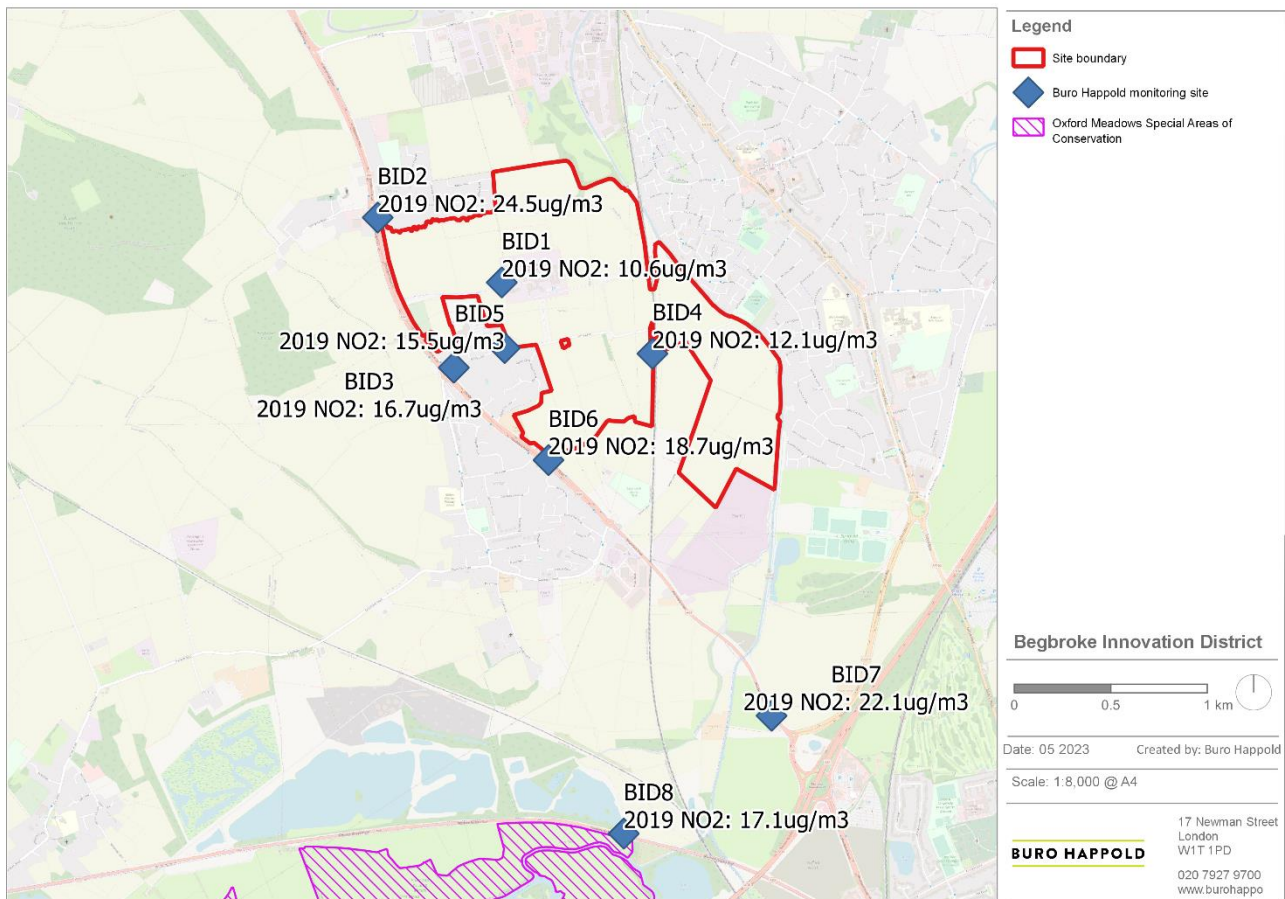 BID2
2019 NO2: 24.5ug/m3
BID1
2019 NO2: 10.6ug/m3
BID5
2019 NO2: 15.5ug/m3
BID4
2019 NO2: 12.1ug/m3
BID3
2019 NO2: 16.7ug/m3
BID6
2019 NO2: 18.7ug/m3
BID7
2019 NO2: 22.1ug/m3
BID8
2019 NO2: 17.1ug/m3
Legend
Site boundary
Buro Happold monitoring site
Oxford Meadows Special Areas of
Conservation
Begbroke Innovation District
0 0.5 1 km
Date: 05 2023 Created by: Buro Happold
Scale: 1:8,000 @ A4
BURO HAPPOLD
17 Newman Street
London
W1T 1PD
020 7927 9700
www.burohappo